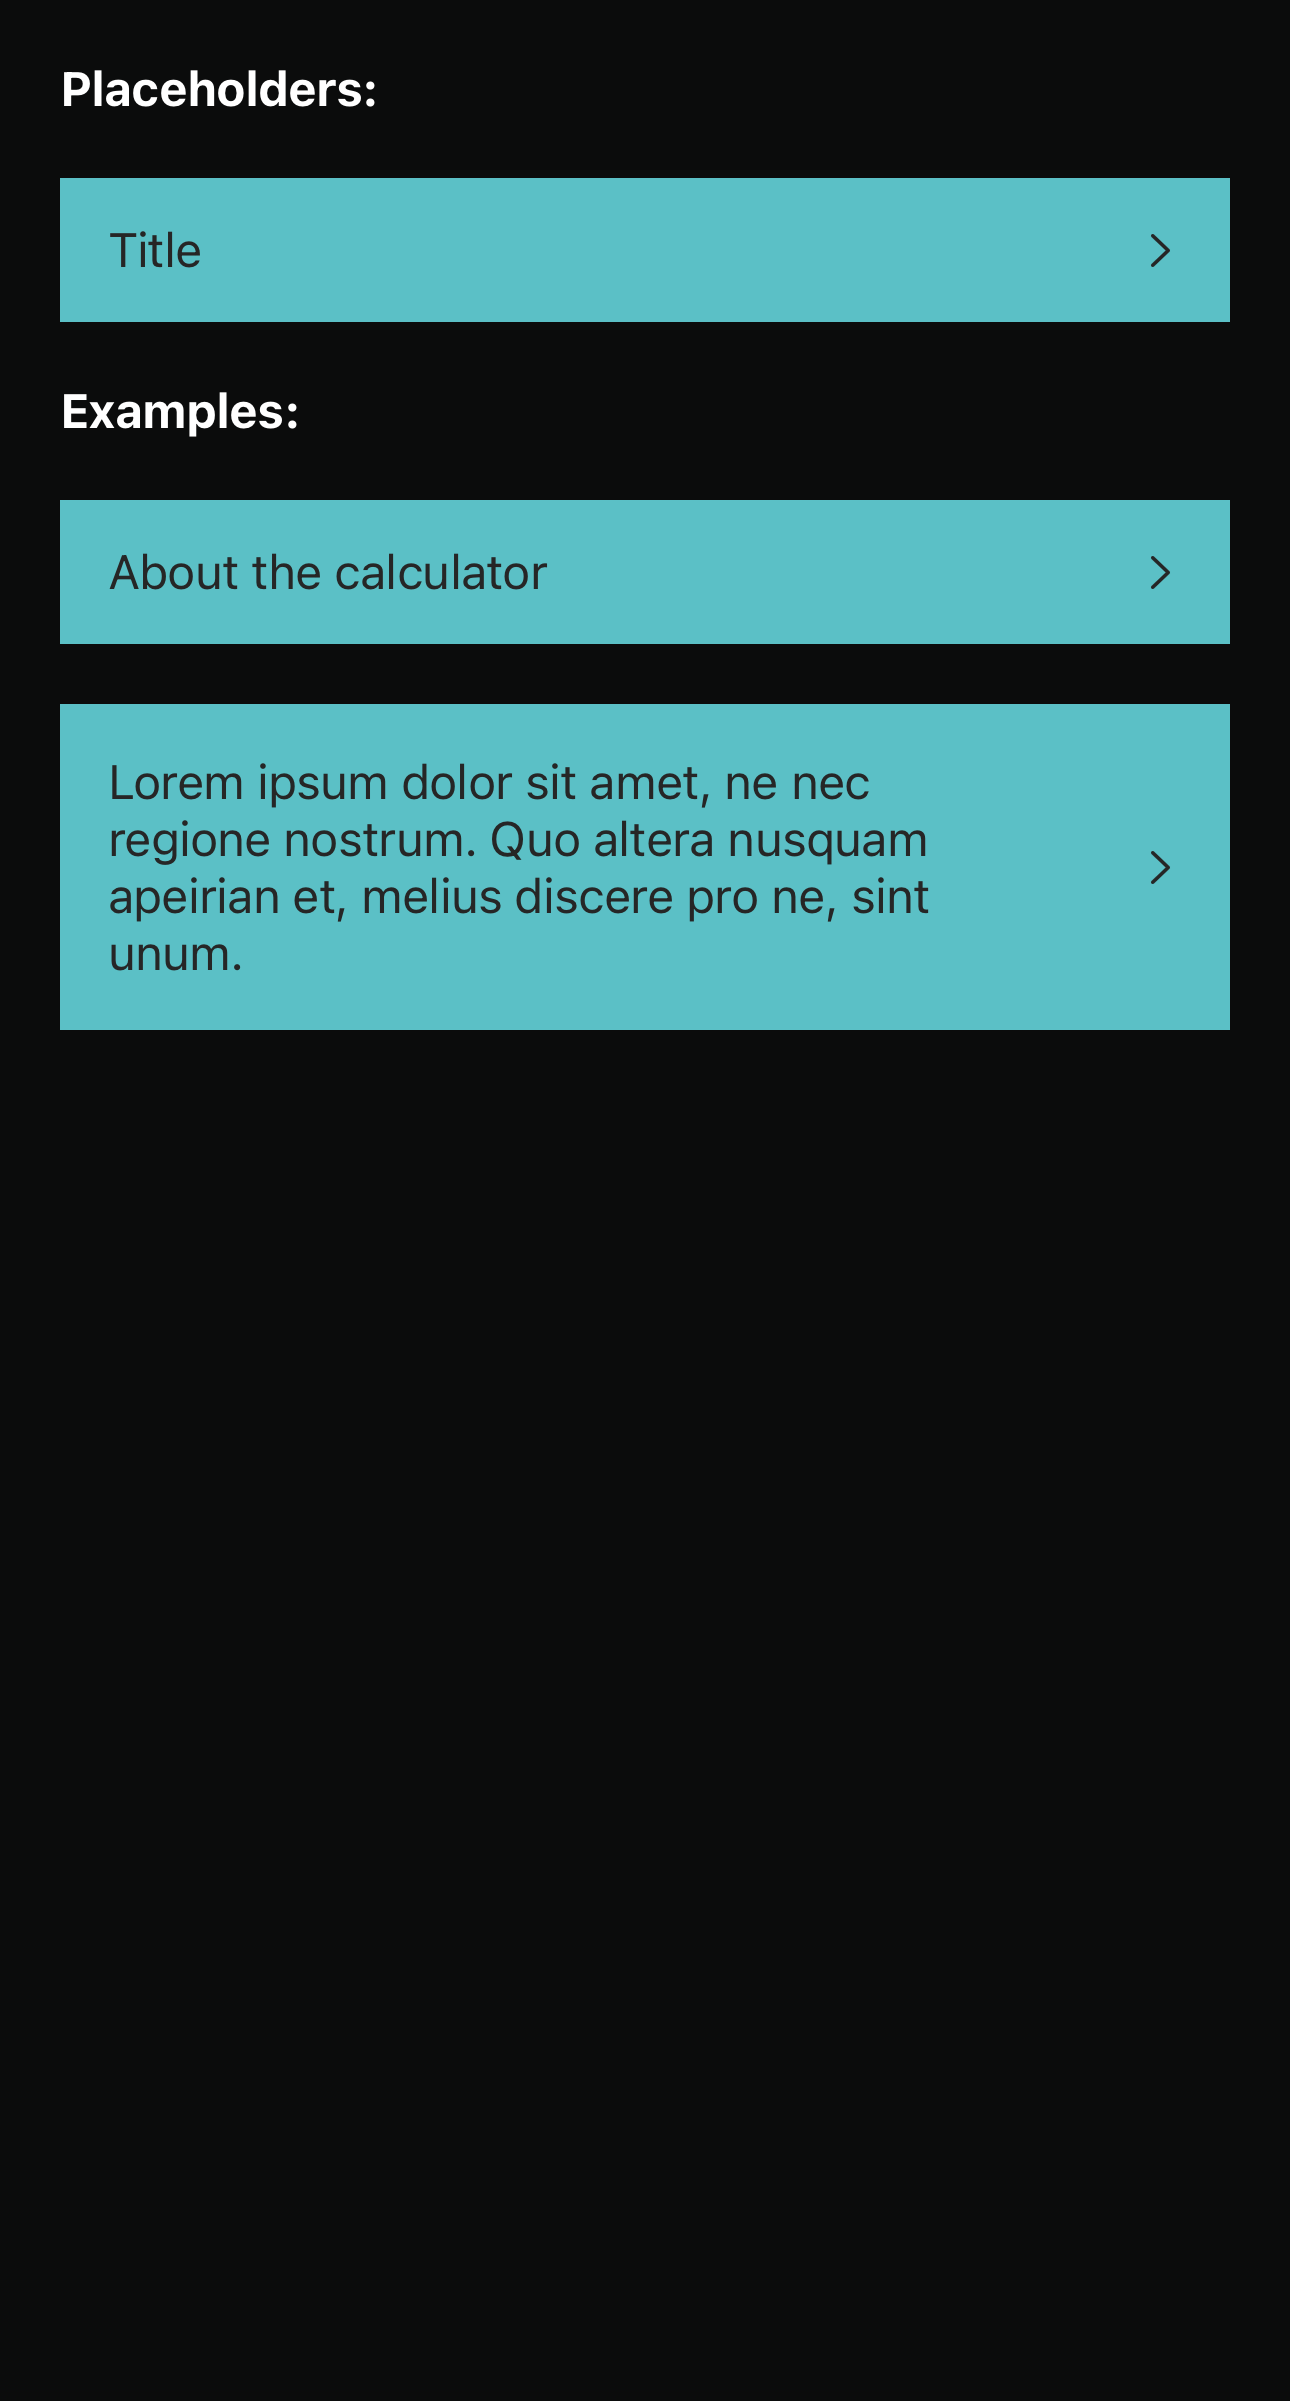 Placeholders:
Title
Examples:
About the calculator
Lorem ipsum dolor sit amet, ne nec
regione nostrum. Quo altera nusquam
apeirian et, melius discere pro ne, sint
unum.